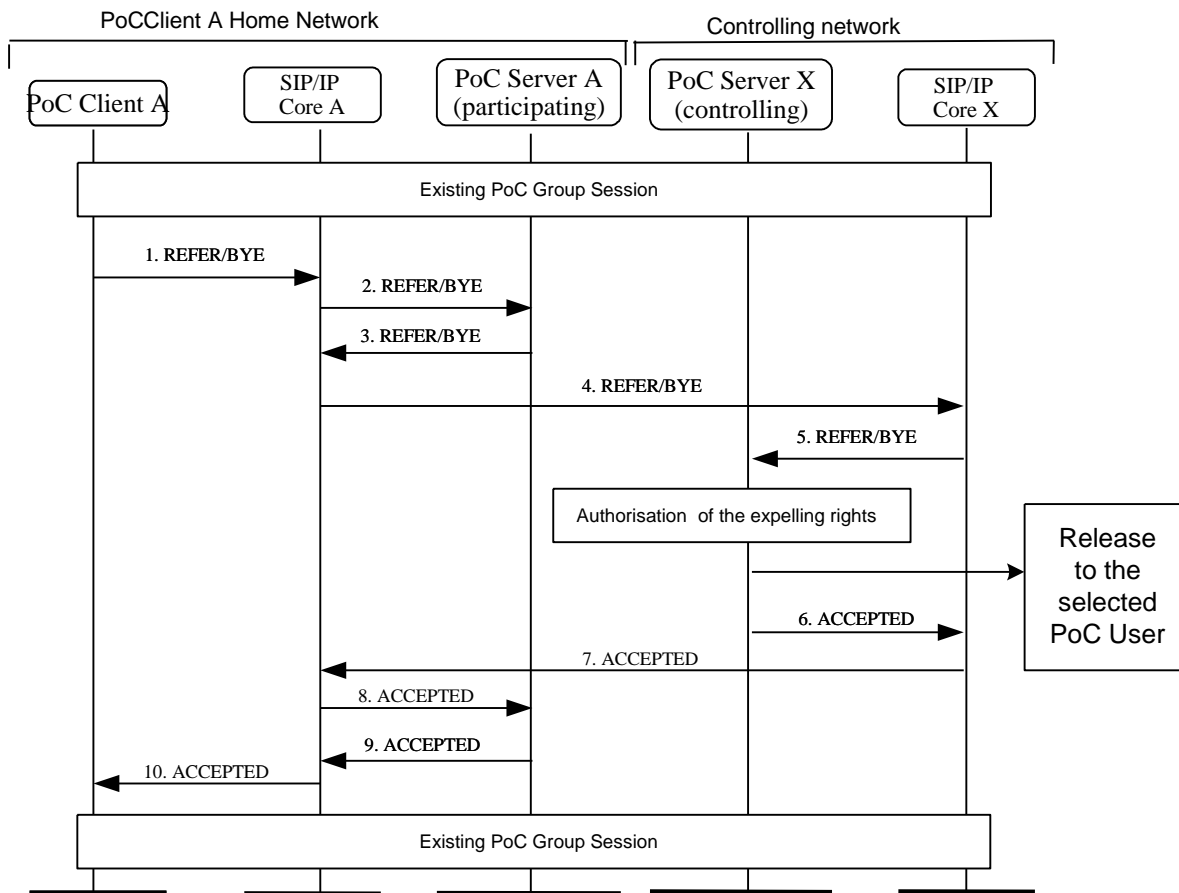 PoCClient A Home Network
Controlling network
PoC Client A
SIP/IP
Core A
PoC Server A
(participating)
PoC Server X
(controlling)
SIP/IP
Core X
Existing PoC Group Session
1. REFER/BYE
2. REFER/BYE
3. REFER/BYE
4. REFER/BYE
5. REFER/BYE
Authorisation of the expelling rights
Release
to the
selected
PoC User
6. ACCEPTED
7. ACCEPTED
8. ACCEPTED
9. ACCEPTED
10. ACCEPTED
Existing PoC Group Session